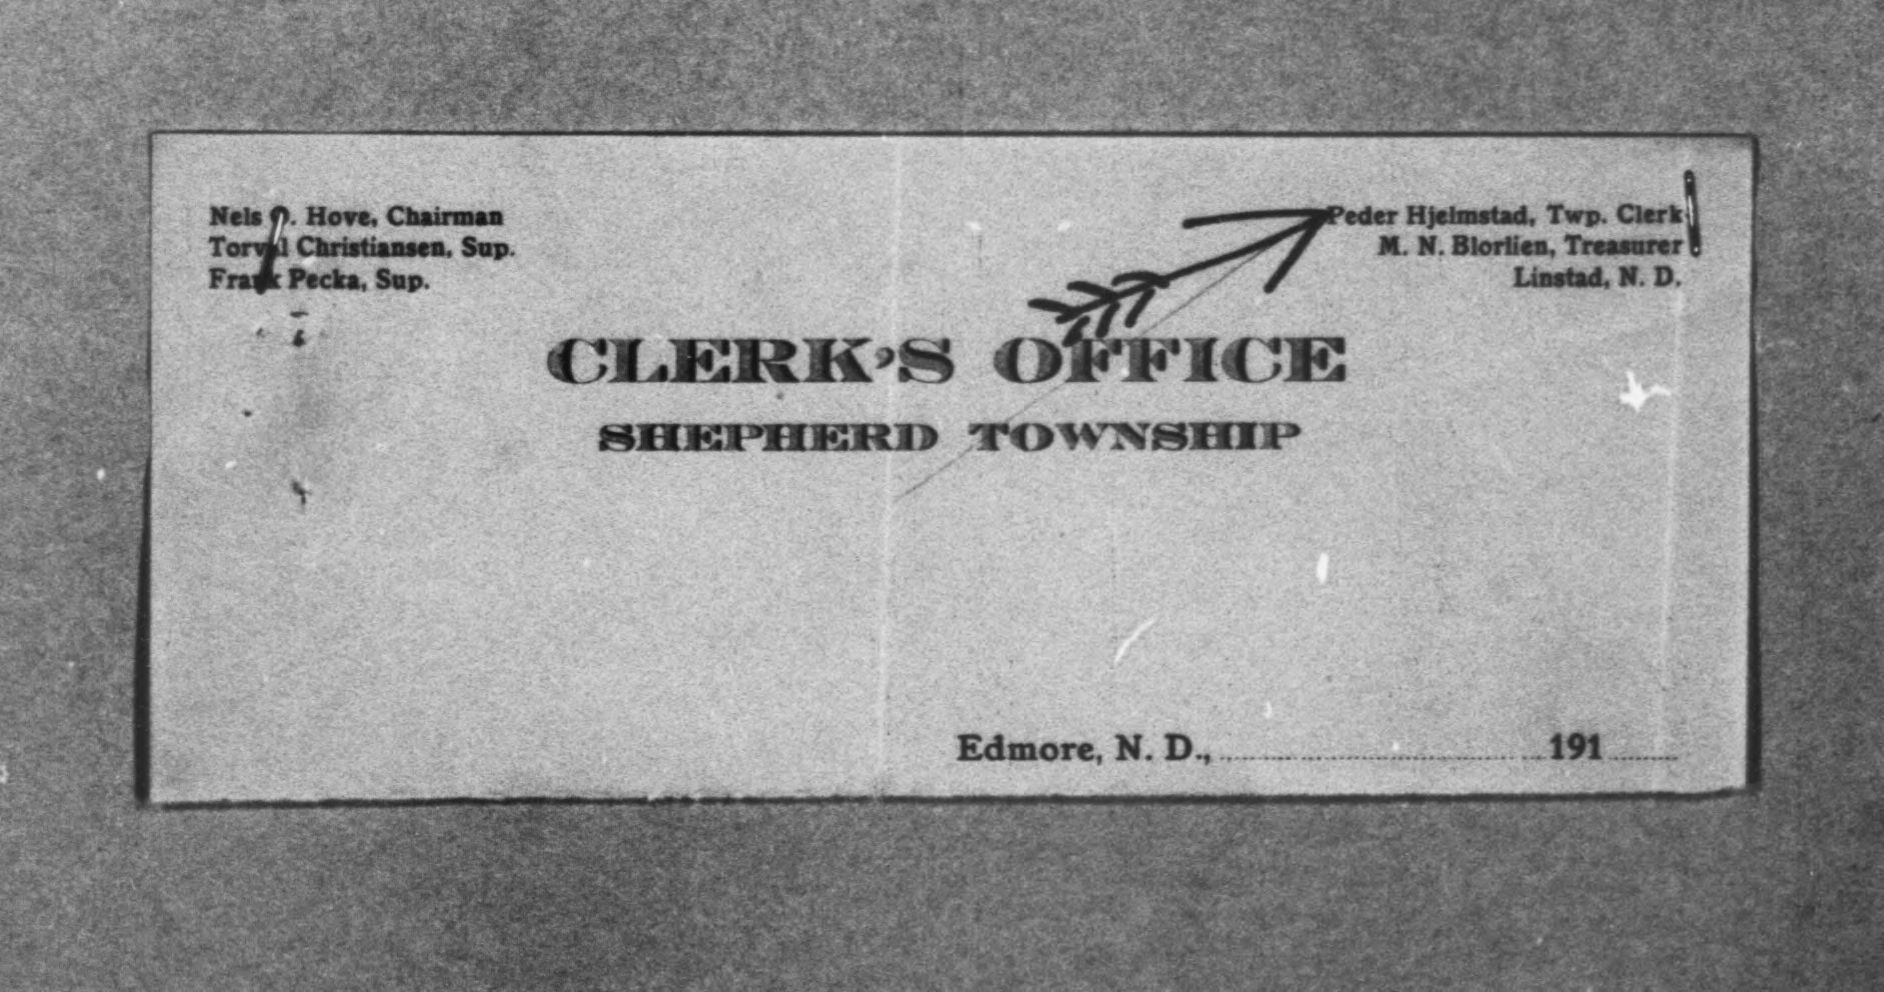 Nels O. Hove, Chairman
Torval Christiansen, Sup.
Frank Pecka, Sup.
Peder Hjelmstad, Twp. Clerk
M. N. Blorlien, Treasurer
Linstad, N. D.
CLERK'S OFFICE
SHEPHERD TOWNSHIP
Edmore, N. D., 191